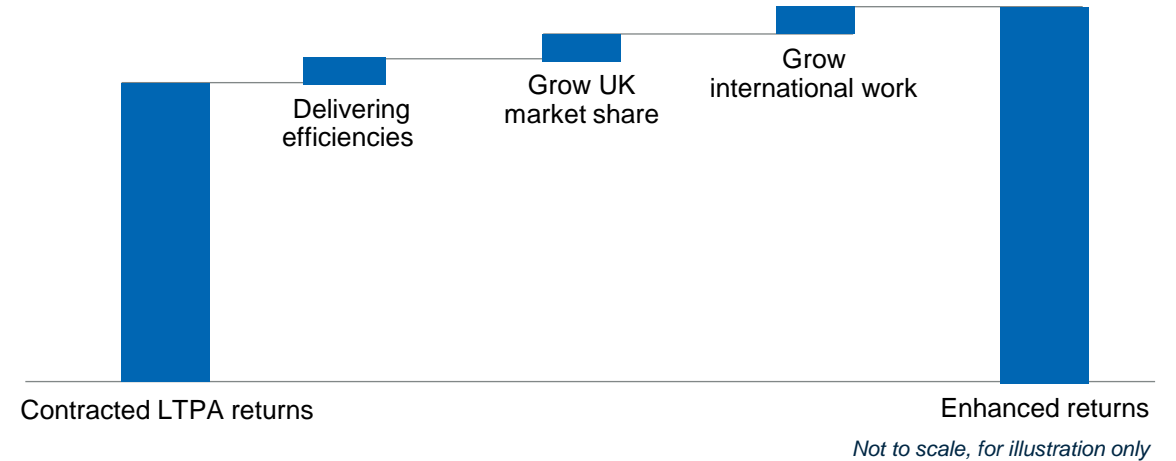 Grow
international work
Grow UK
market share
Delivering
efficiencies
Contracted LTPA returns
Enhanced returns
Not to scale, for illustration only